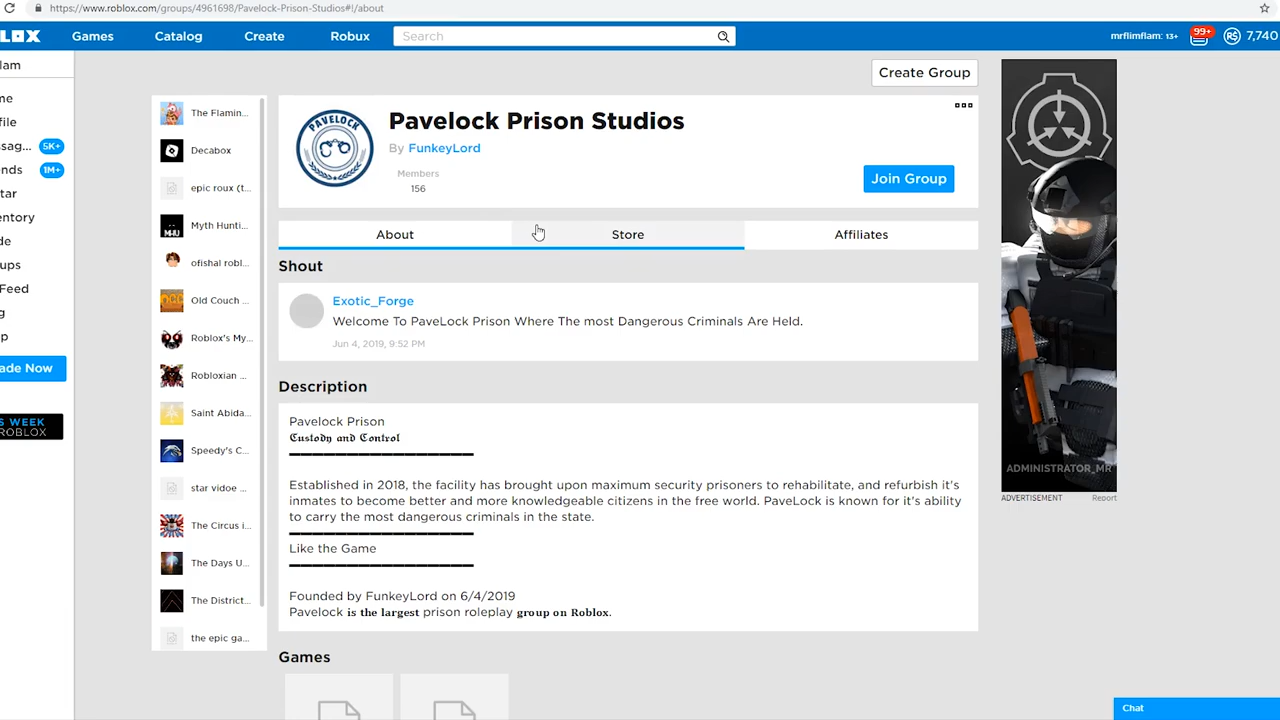 https://www.roblox.com/groups/4961698/Pavelock-Prison-Studios#!/about
LOX
Games
Catalog
Create
Robux
Search
mrflimflam: 13+
99+
7,740
lam
me
file
ssag... 5K+
ends 1M+
tar
entory
de
ups
Feed
g
p
ade Now
S WEEK
ROBLOX
The Flamin...
Decabox
epic roux (t...
Myth Hunti...
ofishal robl...
Old Couch ...
Roblox's My...
Robloxian ...
Saint Abida...
Speedy's C...
star vidoe ...
The Circus i...
The Days U...
The District...
the epic ga...
Create Group
PAVELOCK
Pavelock Prison Studios
By FunkeyLord
Members
156
Join Group
About
Store
Affiliates
Shout
Exotic_Forge
Welcome To PaveLock Prison Where The most Dangerous Criminals Are Held.
Jun 4, 2019, 9:52 PM
Description
Pavelock Prison
𝕮𝖚𝖘𝖙𝖔𝖉𝖞 𝖆𝖓𝖉 𝕮𝖔𝖓𝖙𝖗𝖔𝖑
Established in 2018, the facility has brought upon maximum security prisoners to rehabilitate, and refurbish it's
inmates to become better and more knowledgeable citizens in the free world. PaveLock is known for it's ability
to carry the most dangerous criminals in the state.
Like the Game
Founded by FunkeyLord on 6/4/2019
Pavelock 𝐢𝐬 𝐭𝐡𝐞 𝐥𝐚𝐫𝐠𝐞𝐬𝐭 prison roleplay 𝐠𝐫𝐨𝐮𝐩 𝐨𝐧 𝐑𝐨𝐛𝐥𝐨𝐱.
Games
ADMINISTRATOR_MR
ADVERTISEMENT
Report
Chat